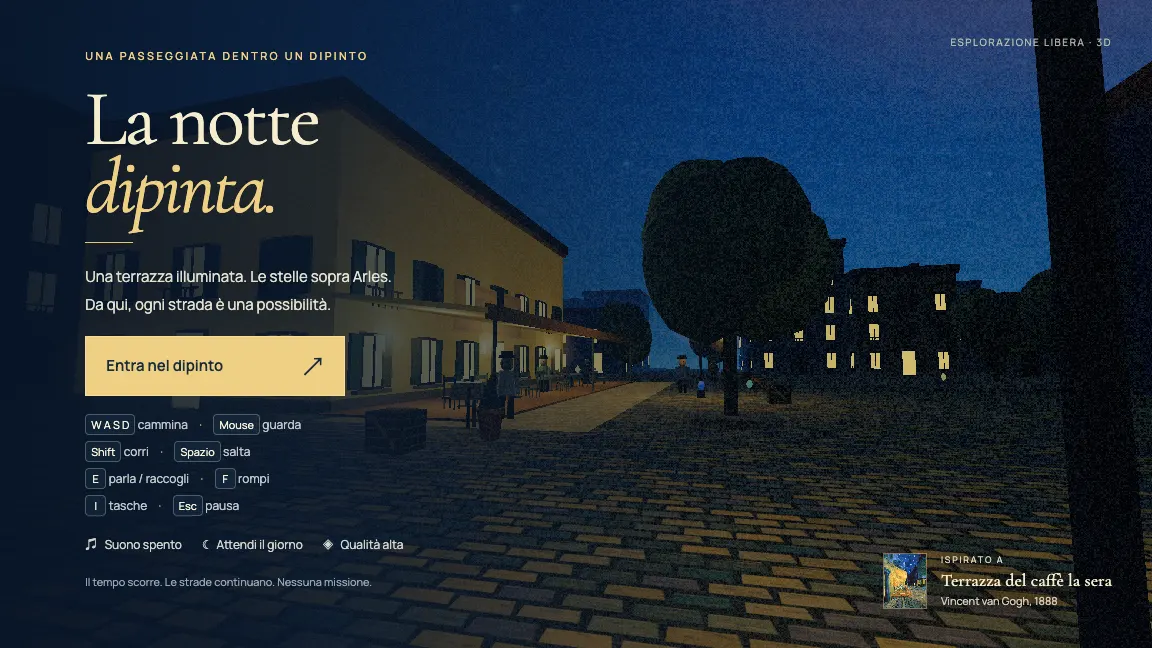 UNA PASSEGGIATA DENTRO UN DIPINTO
ESPLORAZIONE LIBERA · 3D
La notte
dipinta.
Una terrazza illuminata. Le stelle sopra Arles.
Da qui, ogni strada è una possibilità.
Entra nel dipinto
WASD cammina · Mouse guarda
Shift corri · Spazio salta
E parla / raccogli · F rompi
I tasche · Esc pausa
Suono spento Attendi il giorno Qualità alta
Il tempo scorre. Le strade continuano. Nessuna missione.
ISPIRATO A
Terrazza del caffè la sera
Vincent van Gogh, 1888